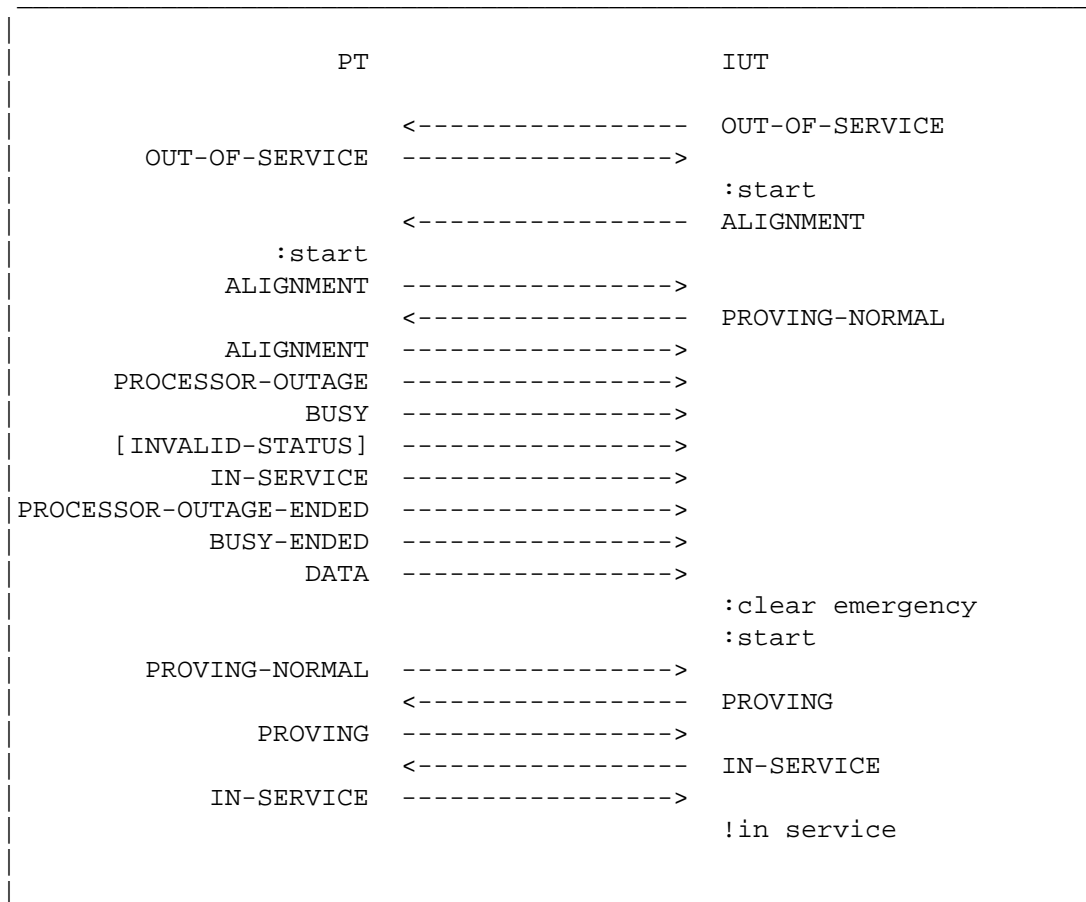 PT IUT
<----------------- OUT-OF-SERVICE
OUT-OF-SERVICE ----------------->
:start
<----------------- ALIGNMENT
:start
ALIGNMENT ----------------->
<----------------- PROVING-NORMAL
ALIGNMENT ----------------->
PROCESSOR-OUTAGE ----------------->
BUSY ----------------->
[INVALID-STATUS] ----------------->
IN-SERVICE ----------------->
PROCESSOR-OUTAGE-ENDED ----------------->
BUSY-ENDED ----------------->
DATA ----------------->
:clear emergency
:start
PROVING-NORMAL ----------------->
<----------------- PROVING
PROVING ----------------->
<----------------- IN-SERVICE
IN-SERVICE ----------------->
!in service